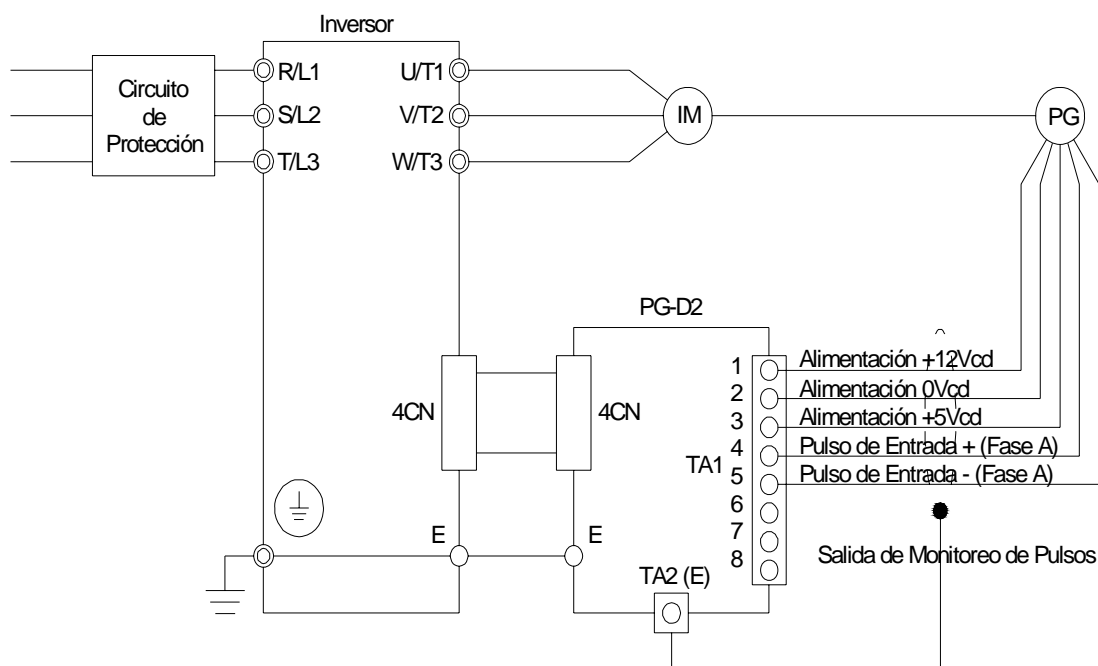 Inversor
Circuito
de
Protección
R/L1
S/L2
T/L3
U/T1
V/T2
W/T3
IM
PG
PG-D2
4CN
4CN
TA1
1
2
3
4
5
6
7
8
Alimentación +12Vcd
Alimentación 0Vcd
Alimentación +5Vcd
Pulso de Entrada + (Fase A)
Pulso de Entrada - (Fase A)
Salida de Monitoreo de Pulsos
E
E
TA2 (E)